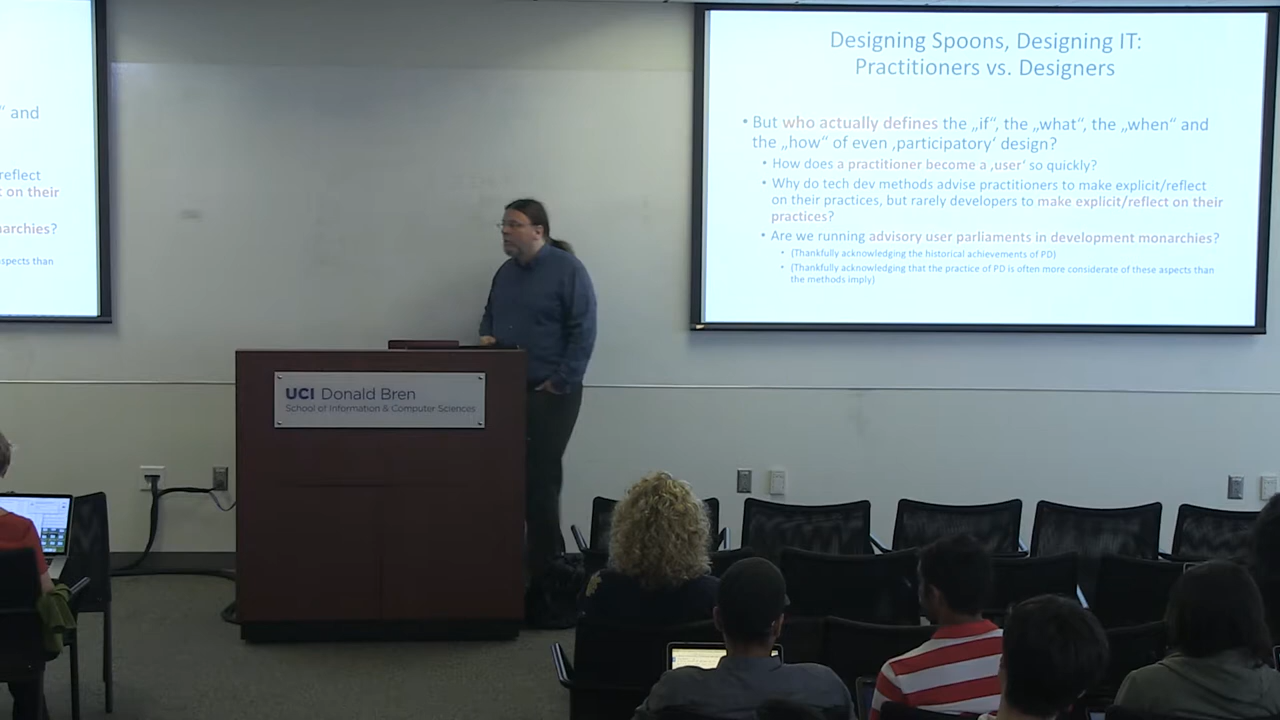 “ and
reflect
t on their
narchies?
aspects than
Designing Spoons, Designing IT:
Practitioners vs. Designers
• But who actually defines the „if“, the „what“, the „when“ and
the „how“ of even ‚participatory‘ design?
• How does a practitioner become a ‚user‘ so quickly?
• Why do tech dev methods advise practitioners to make explicit/reflect
on their practices, but rarely developers to make explicit/reflect on their
practices?
• Are we running advisory user parliaments in development monarchies?
• (Thankfully acknowledging the historical achievements of PD)
• (Thankfully acknowledging that the practice of PD is often more considerate of these aspects than
the methods imply)
UCI Donald Bren
School of Information & Computer Sciences